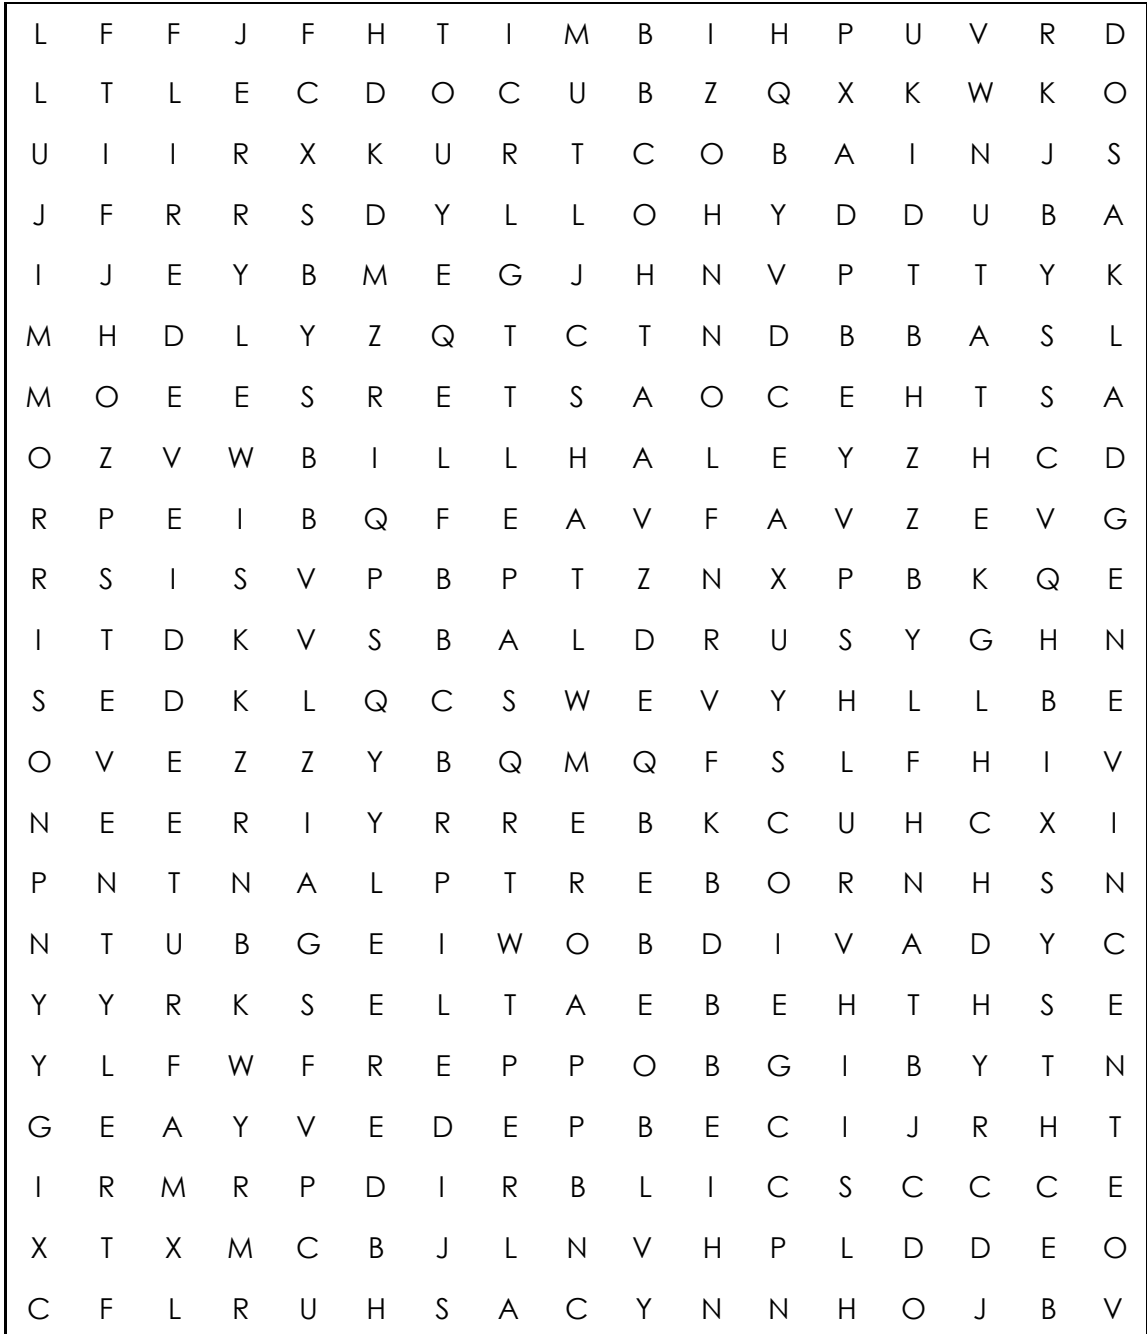 L F F J F H T I M B I H P U V R D
L T L E C D O C U B Z Q X K W K O
U I I R X K U R T C O B A I N J S
J F R R S D Y L L O H Y D D U B A
I J E Y B M E G J H N V P T T Y K
M H D L Y Z Q T C T N D B B A S L
M O E E S R E T S A O C E H T S A
O Z V W B I L L H A L E Y Z H C D
R P E I B Q F E A V F A V Z E V G
R S I S V P B P T Z N X P B K Q E
I T D K V S B A L D R U S Y G H N
S E D K L Q C S W E V Y H L L B E
O V E Z Z Y B Q M Q F S L F H I V
N E E R I Y R R E B K C U H C X I
P N T N A L P T R E B O R N H S N
N T U B G E I W O B D I V A D Y C
Y Y R K S E L T A E B E H T H S E
Y L F W F R E P P O B G I B Y T N
G E A Y V E D E P B E C I J R H T
I R M R P D I R B L I C S C C C E
X T X M C B J L N V H P L D D E O
C F L R U H S A C Y N N H O J B V